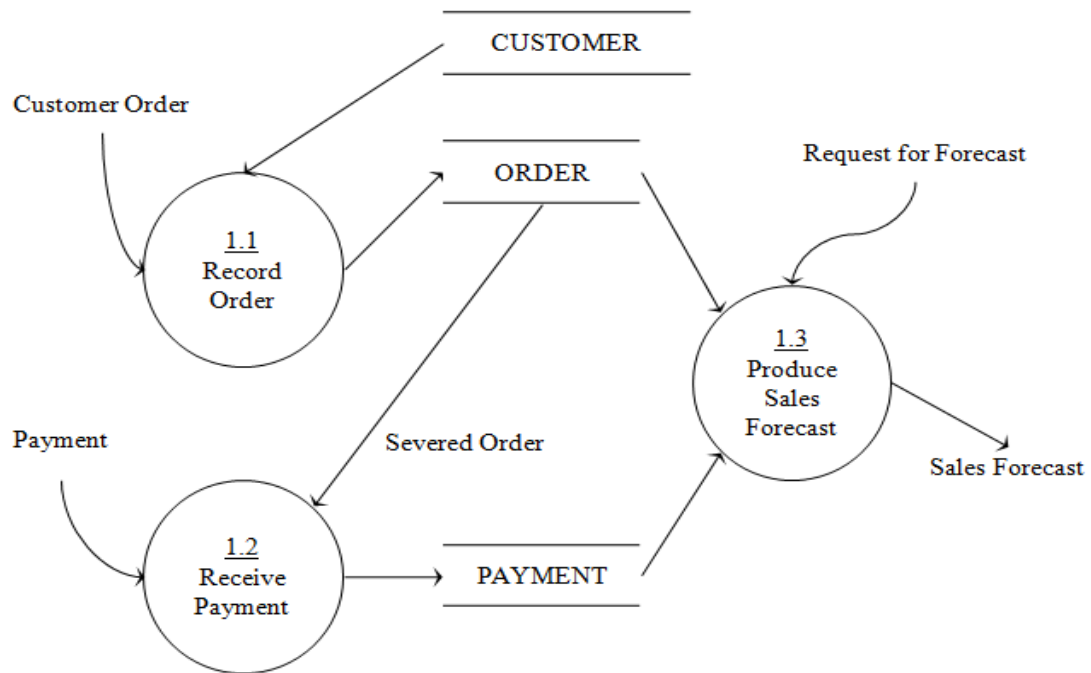 CUSTOMER
Customer Order
ORDER
Request for Forecast
1.1
Record
Order
1.3
Produce
Sales
Forecast
Payment
Severed Order
Sales Forecast
1.2
Receive
Payment
PAYMENT